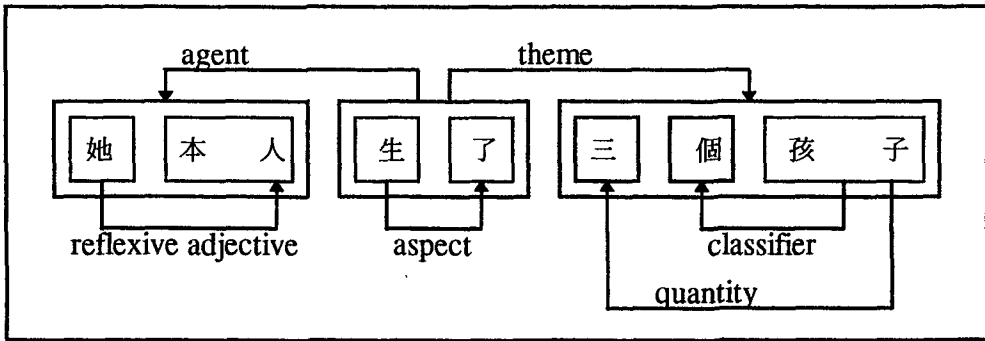 agent theme
她 本 人 生 了 三 個 孩 子
reflexive adjective aspect classifier
quantity